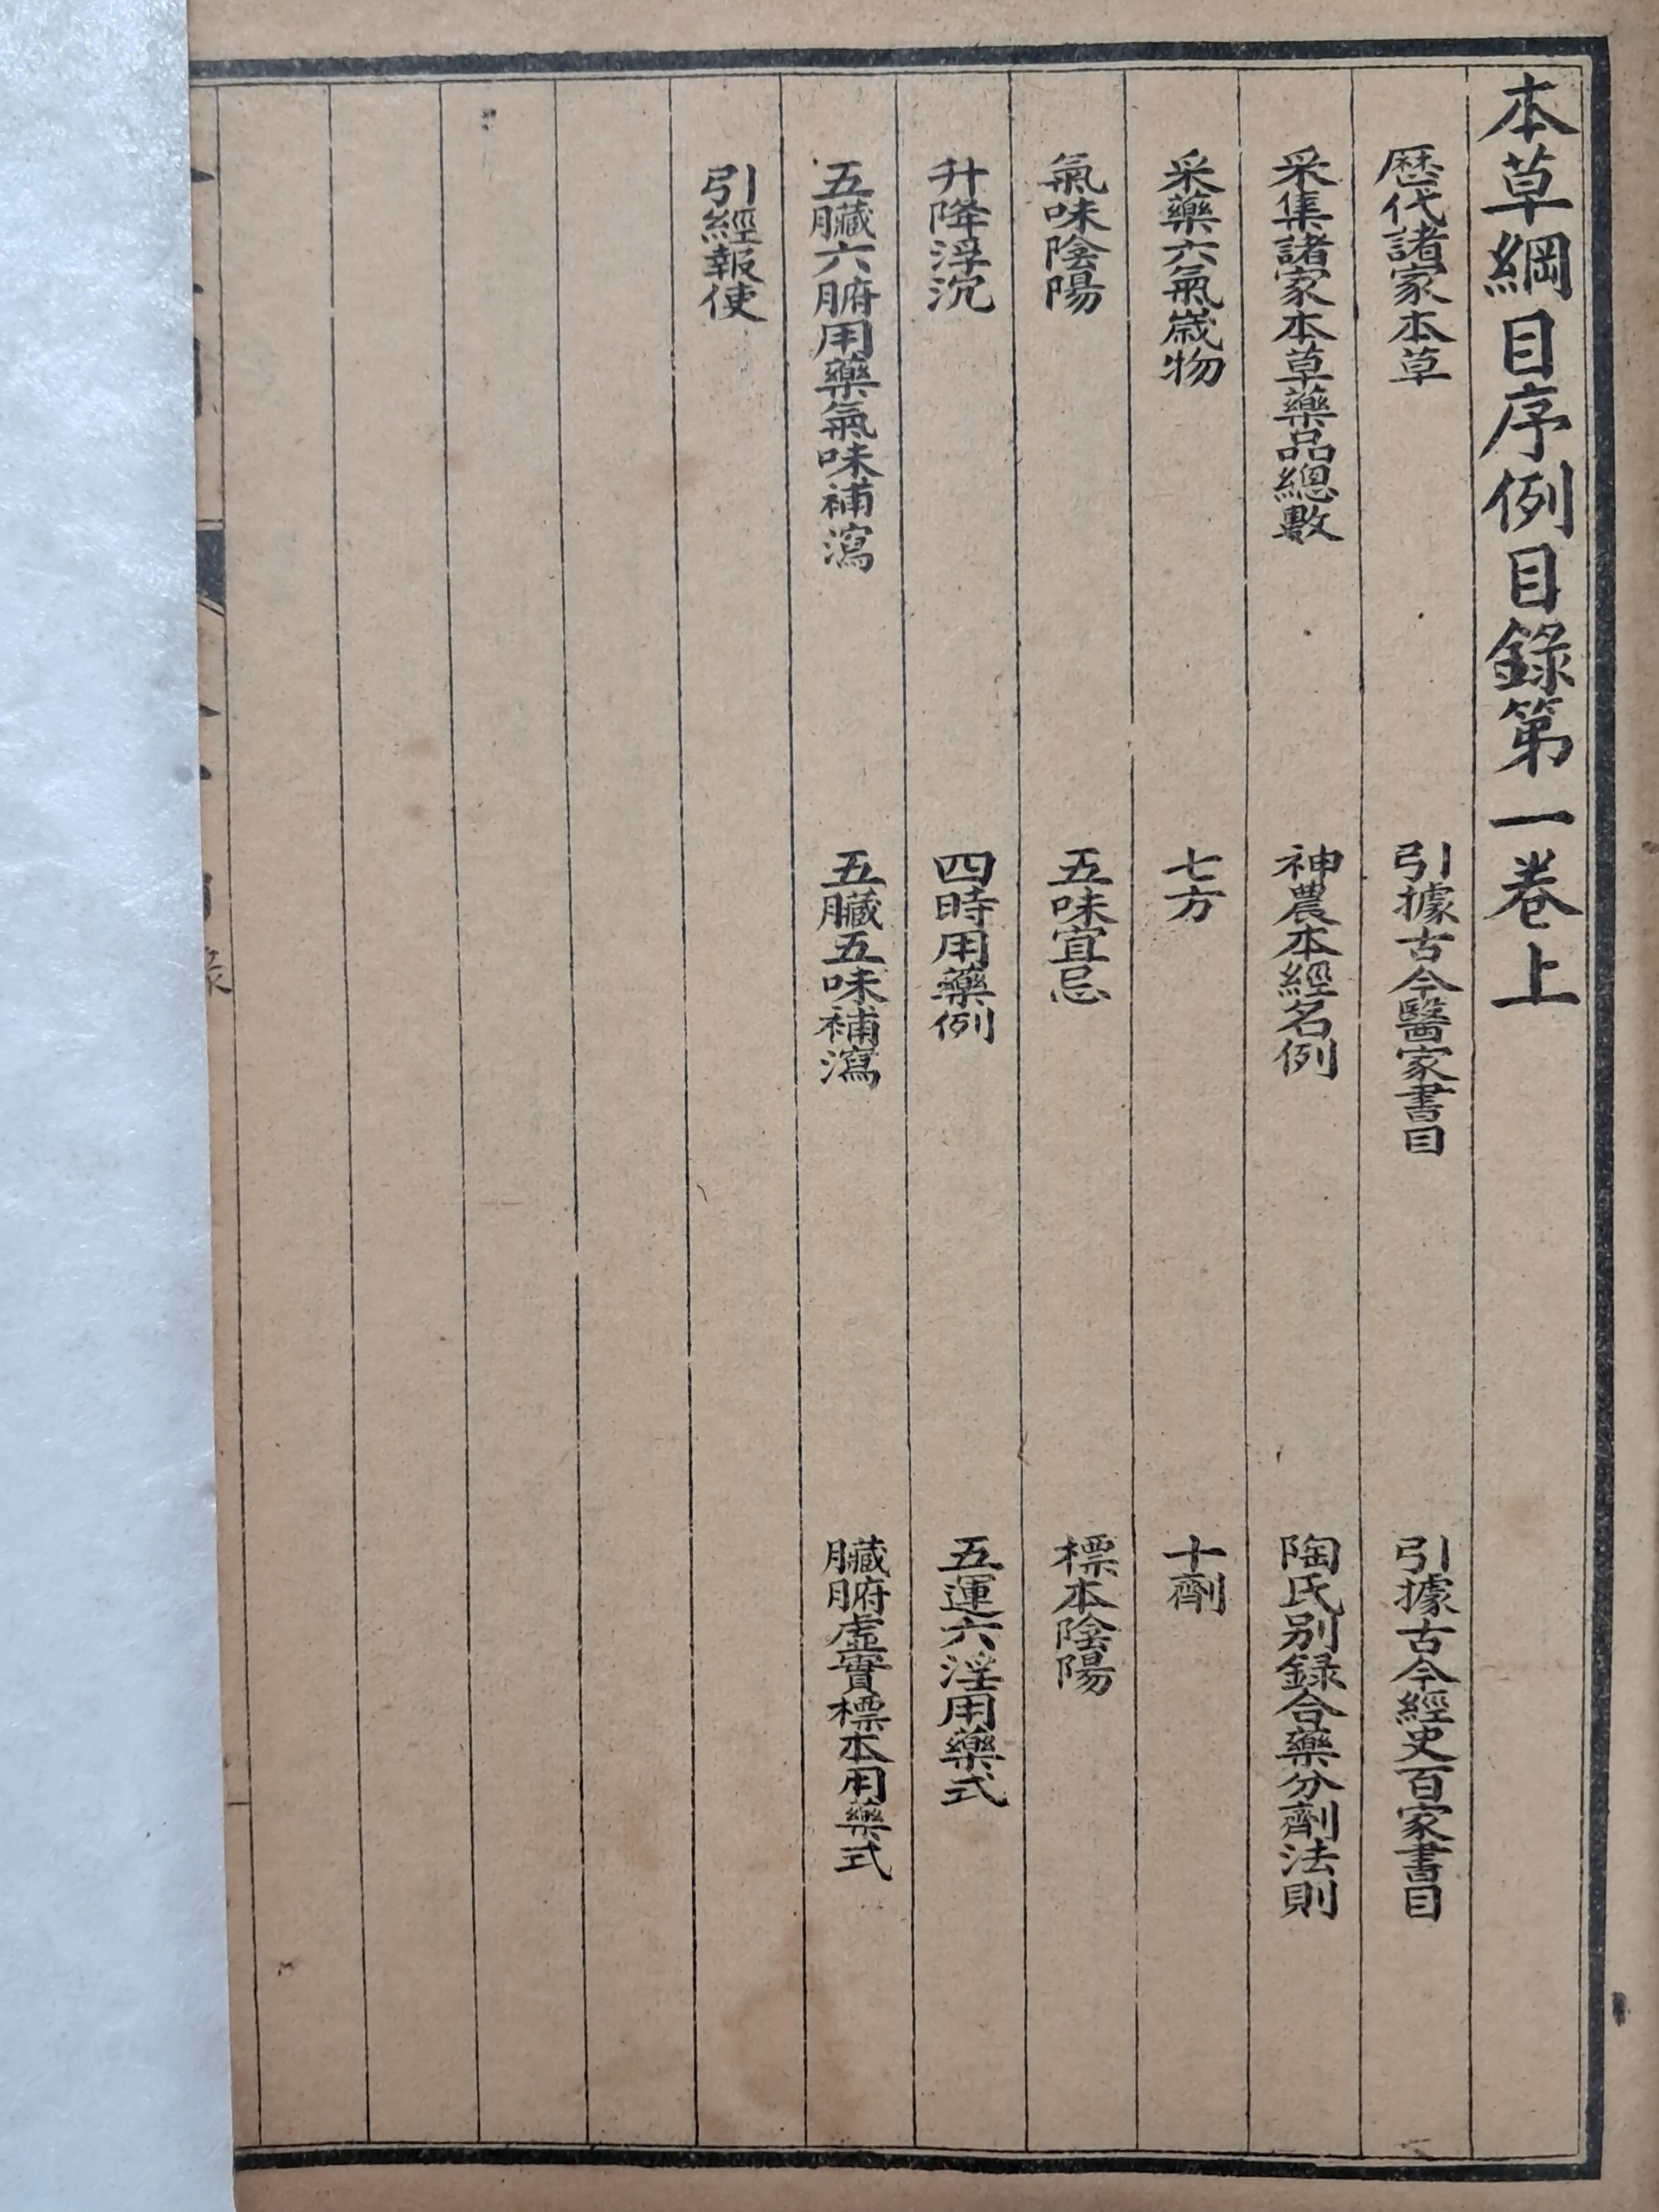 本草綱目序例目錄第一卷上
歷代諸家本草　引據古今醫家書目　引據古今經史百家書目
采集諸家本草藥品總數　神農本經名例　陶氏别録合藥分劑法則
采藥六氣嵗物　七方　十劑
氣味陰陽　五味宜忌　標本陰陽
升降浮沉　四時用藥例　五運六淫用藥式
五臟六腑用藥氣味補瀉　五臟五味補瀉　臟腑虛實標本用藥式
引經報使